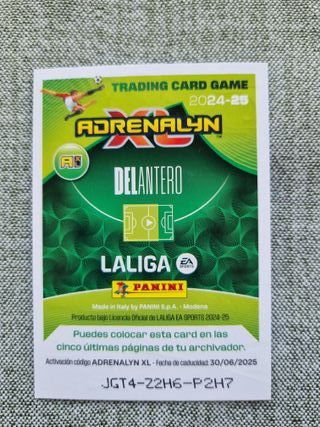 TRADING CARD GAME
2024-25
ADRENALYN
XL
TM
DELANTERO
LALIGA
EA
SPORTS
PANINI
Made in Italy by PANINI S.p.A. - Modena
Producto bajo Licencia Oficial de LALIGA EA SPORTS 2024-25
Puedes colocar esta card en las
cinco últimas páginas de tu archivador.
Activación código ADRENALYN XL - Fecha de caducidad: 30/06/2025
JGT4-Z2H6-P2H7